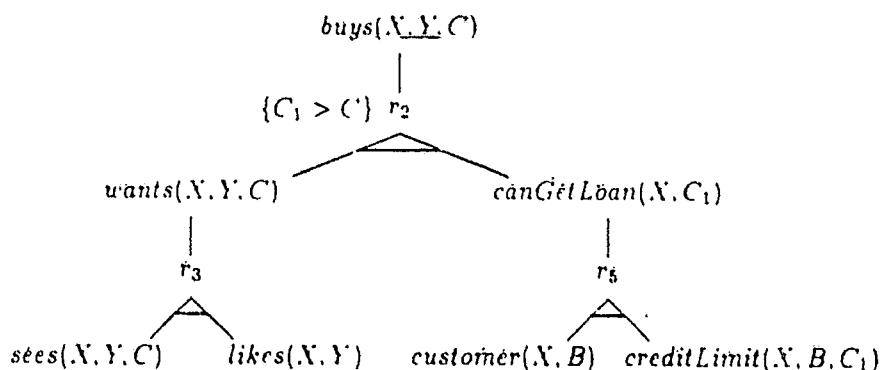 buys(X, Y, C)
{C₁ > C} r₂
wants(X, Y, C) canGetLoan(X, C₁)
r₃ r₅
sees(X, Y, C) likes(X, Y) customer(X, B) creditLimit(X, B, C₁)